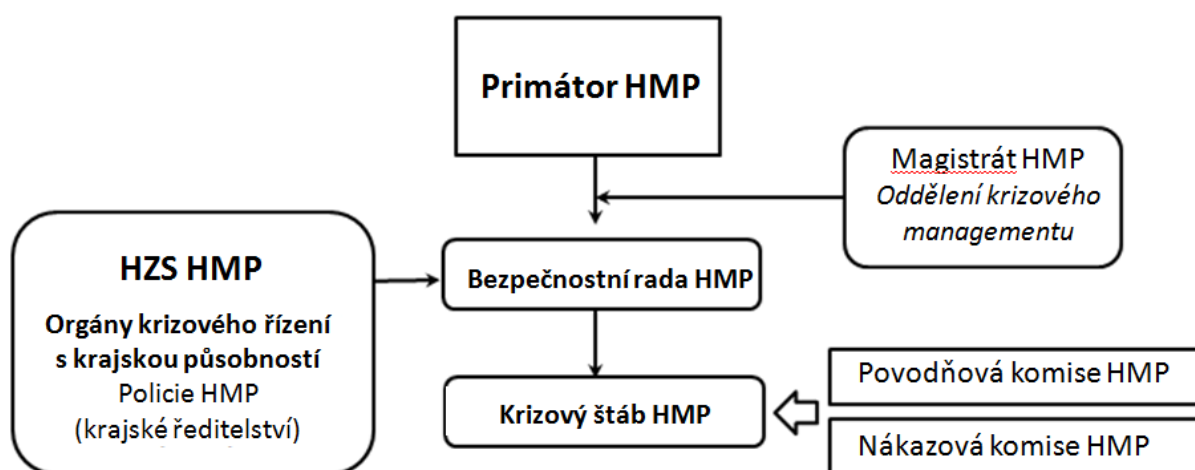 Primátor HMP
Magistrát HMP
Oddělení krizového
managementu
HZS HMP
Orgány krizového řízení
s krajskou působností
Policie HMP
(krajské ředitelství)
Bezpečnostní rada HMP
Krizový štáb HMP
Povodňová komise HMP
Nákazová komise HMP